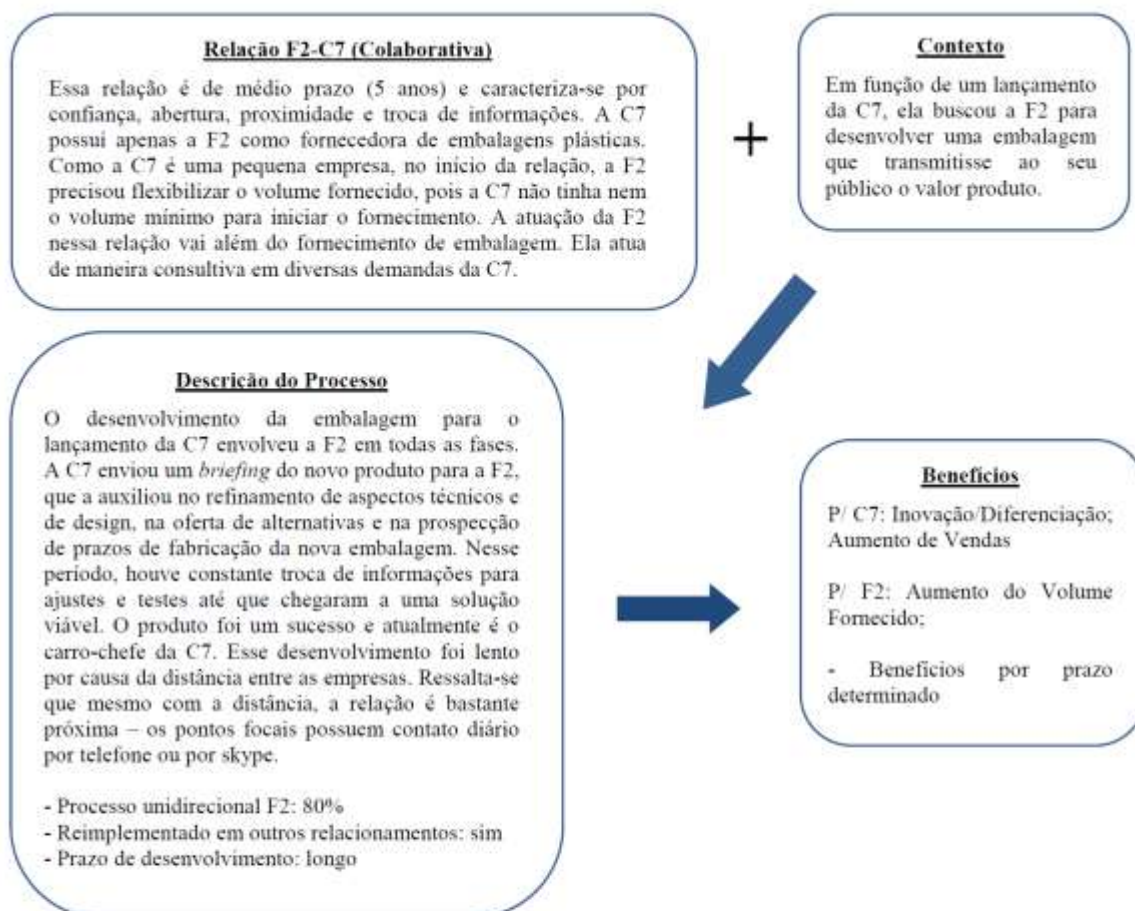 Relação F2-C7 (Colaborativa)
Essa relação é de médio prazo (5 anos) e caracteriza-se por
confiança, abertura, proximidade e troca de informações. A C7
possui apenas a F2 como fornecedora de embalagens plásticas.
Como a C7 é uma pequena empresa, no início da relação, a F2
precisou flexibilizar o volume fornecido, pois a C7 não tinha nem
o volume mínimo para iniciar o fornecimento. A atuação da F2
nessa relação vai além do fornecimento de embalagem. Ela atua
de maneira consultiva em diversas demandas da C7.
+
Contexto
Em função de um lançamento
da C7, ela buscou a F2 para
desenvolver uma embalagem
que transmitisse ao seu
público o valor produto.
Descrição do Processo
O desenvolvimento da embalagem para o
lançamento da C7 envolveu a F2 em todas as fases.
A C7 enviou um briefing do novo produto para a F2,
que a auxiliou no refinamento de aspectos técnicos e
de design, na oferta de alternativas e na prospecção
de prazos de fabricação da nova embalagem. Nesse
período, houve constante troca de informações para
ajustes e testes até que chegaram a uma solução
viável. O produto foi um sucesso e atualmente é o
carro-chefe da C7. Esse desenvolvimento foi lento
por causa da distância entre as empresas. Ressalta-se
que mesmo com a distância, a relação é bastante
próxima – os pontos focais possuem contato diário
por telefone ou por skype.
- Processo unidirecional F2: 80%
- Reimplementado em outros relacionamentos: sim
- Prazo de desenvolvimento: longo
Benefícios
P/ C7: Inovação/Diferenciação;
Aumento de Vendas
P/ F2: Aumento do Volume
Fornecido;
- Benefícios por prazo
determinado